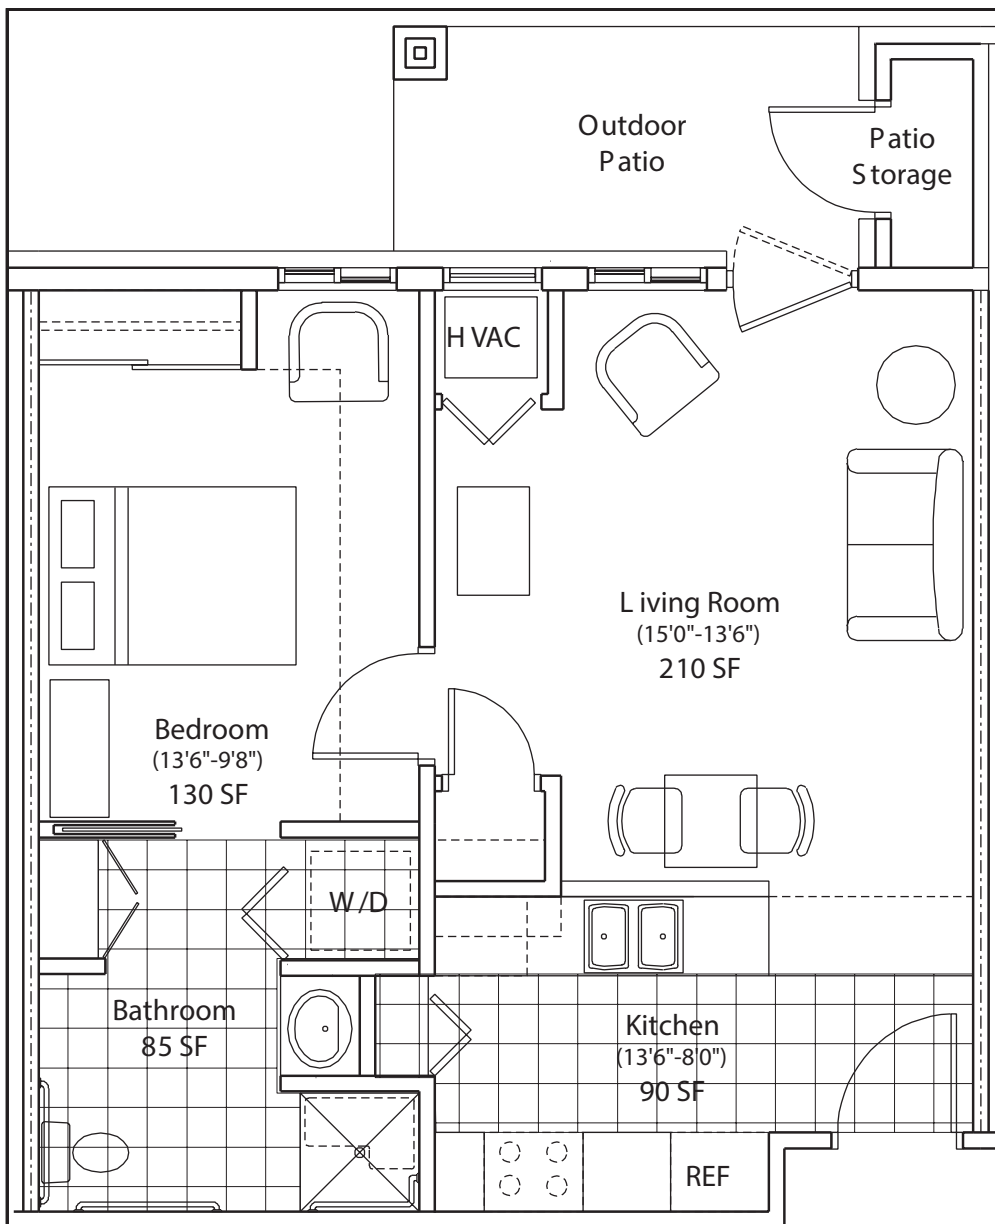 Outdoor
Patio
Patio
Storage
HVAC
Living Room
(15'0"-13'6")
210 SF
Bedroom
(13'6"-9'8")
130 SF
W/D
Bathroom
85 SF
Kitchen
(13'6"-8'0")
90 SF
REF